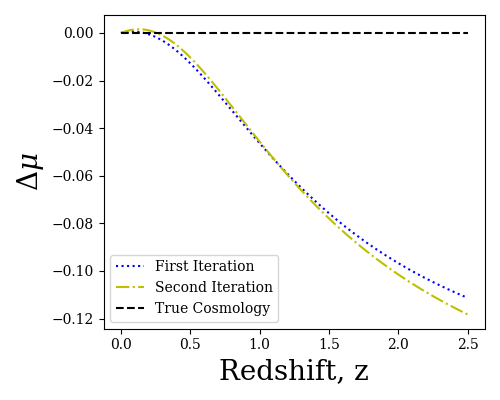 0.00
−0.02
−0.04
−0.06
−0.08
−0.10
−0.12
Δμ
First Iteration
Second Iteration
True Cosmology
0.0 0.5 1.0 1.5 2.0 2.5
Redshift, z